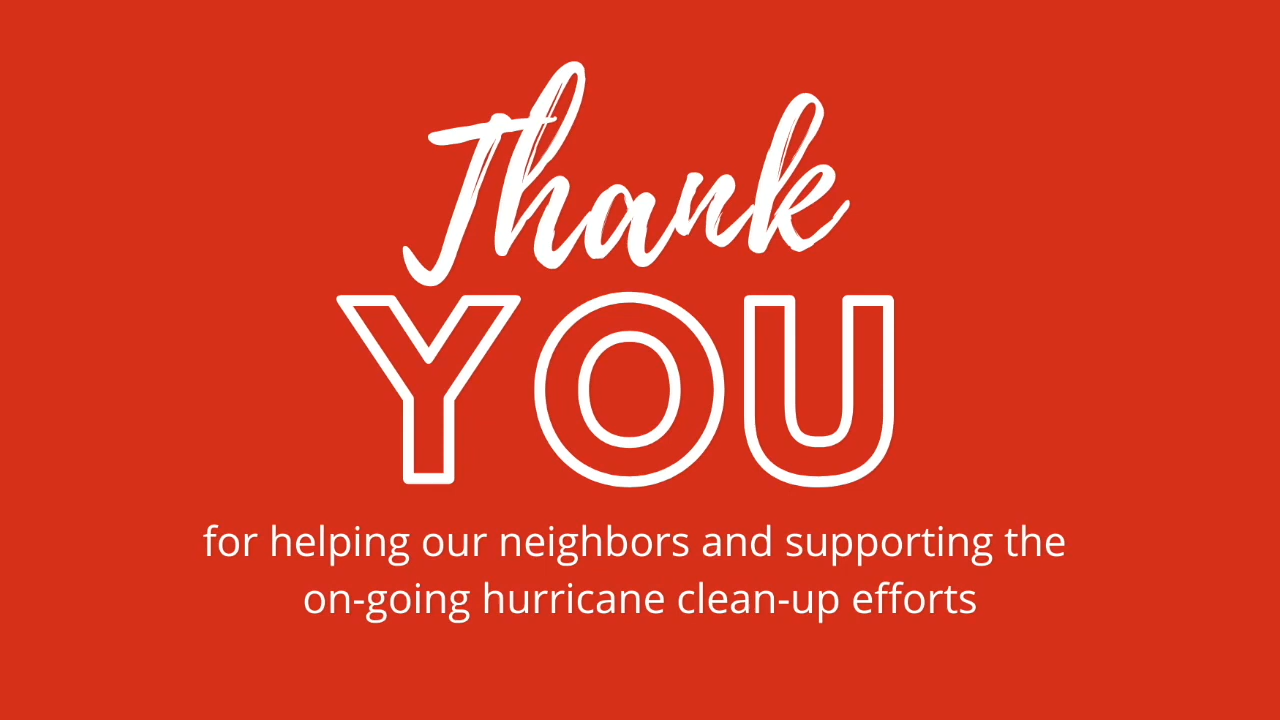 Thank
YOU
for helping our neighbors and supporting the
on-going hurricane clean-up efforts